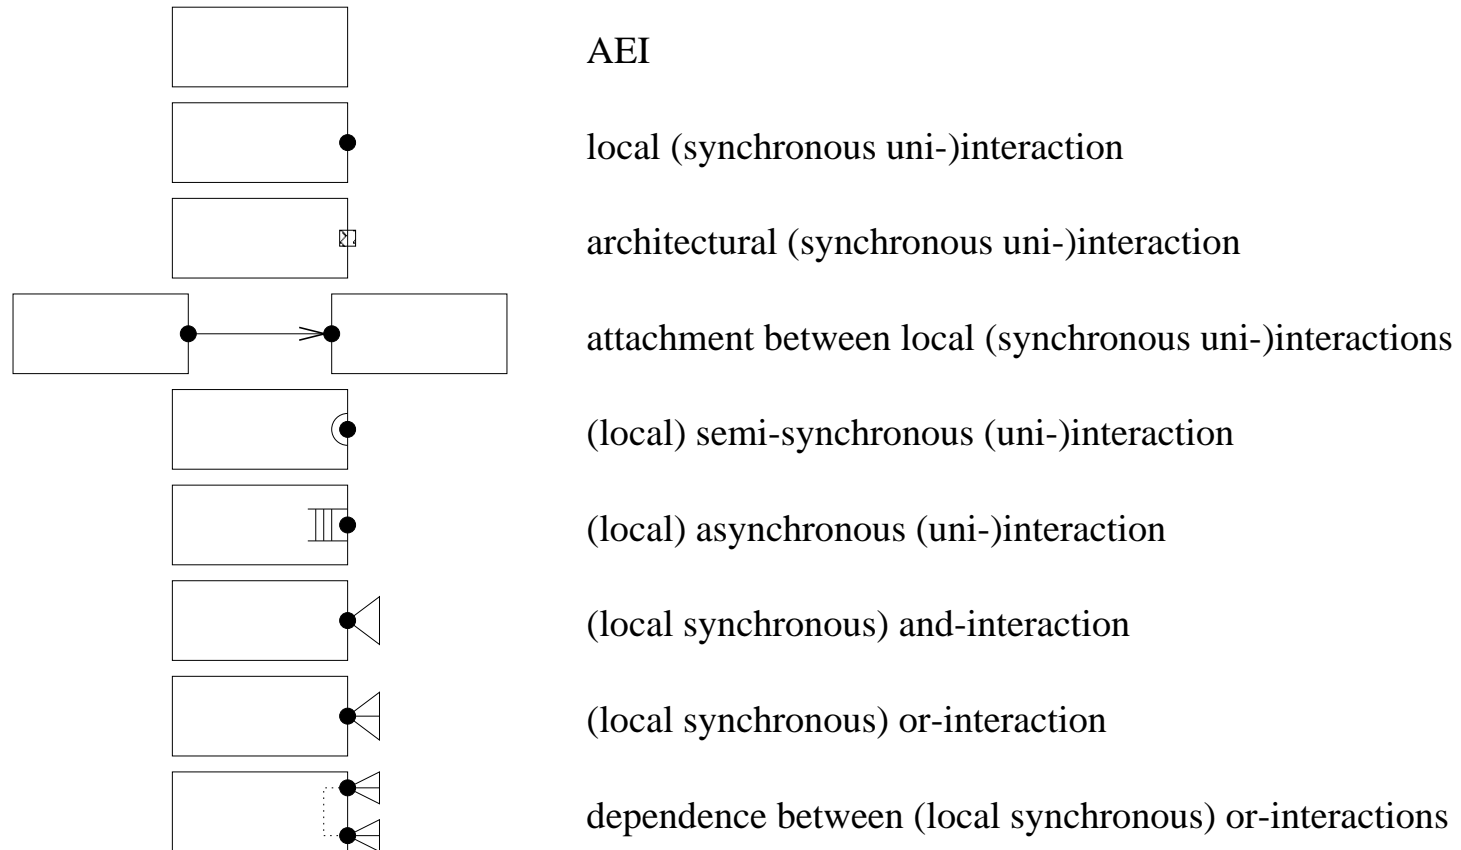 AEI
local (synchronous uni-)interaction
architectural (synchronous uni-)interaction
attachment between local (synchronous uni-)interactions
(local) semi-synchronous (uni-)interaction
(local) asynchronous (uni-)interaction
(local synchronous) and-interaction
(local synchronous) or-interaction
dependence between (local synchronous) or-interactions